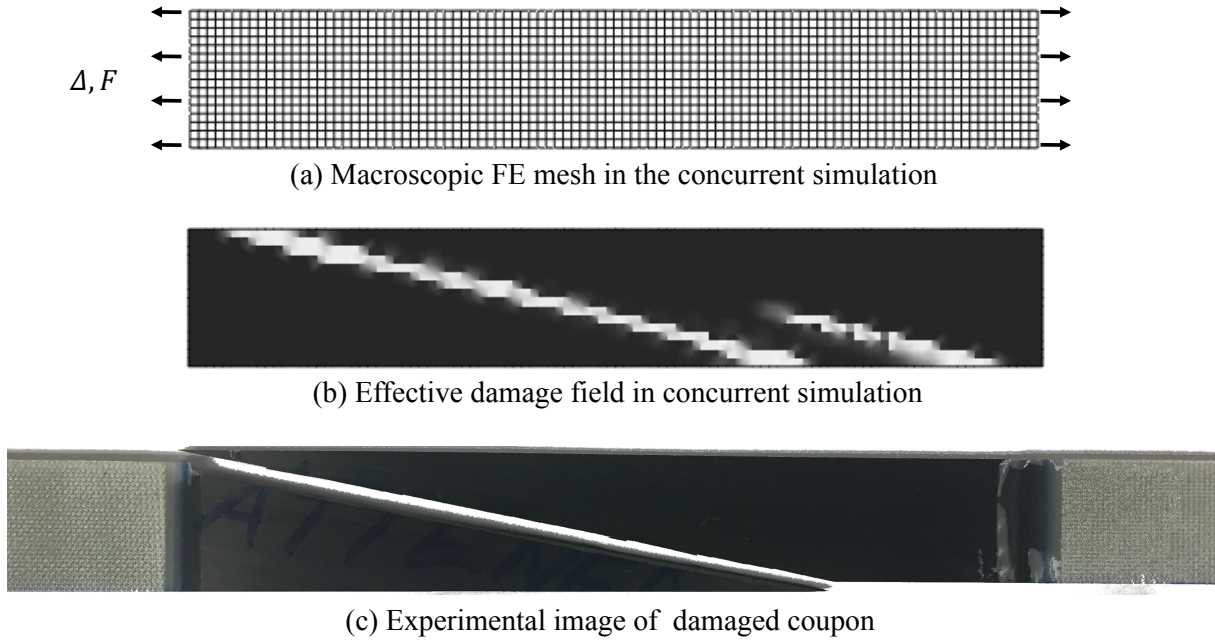 Δ, F
(a) Macroscopic FE mesh in the concurrent simulation
(b) Effective damage field in concurrent simulation
(c) Experimental image of damaged coupon